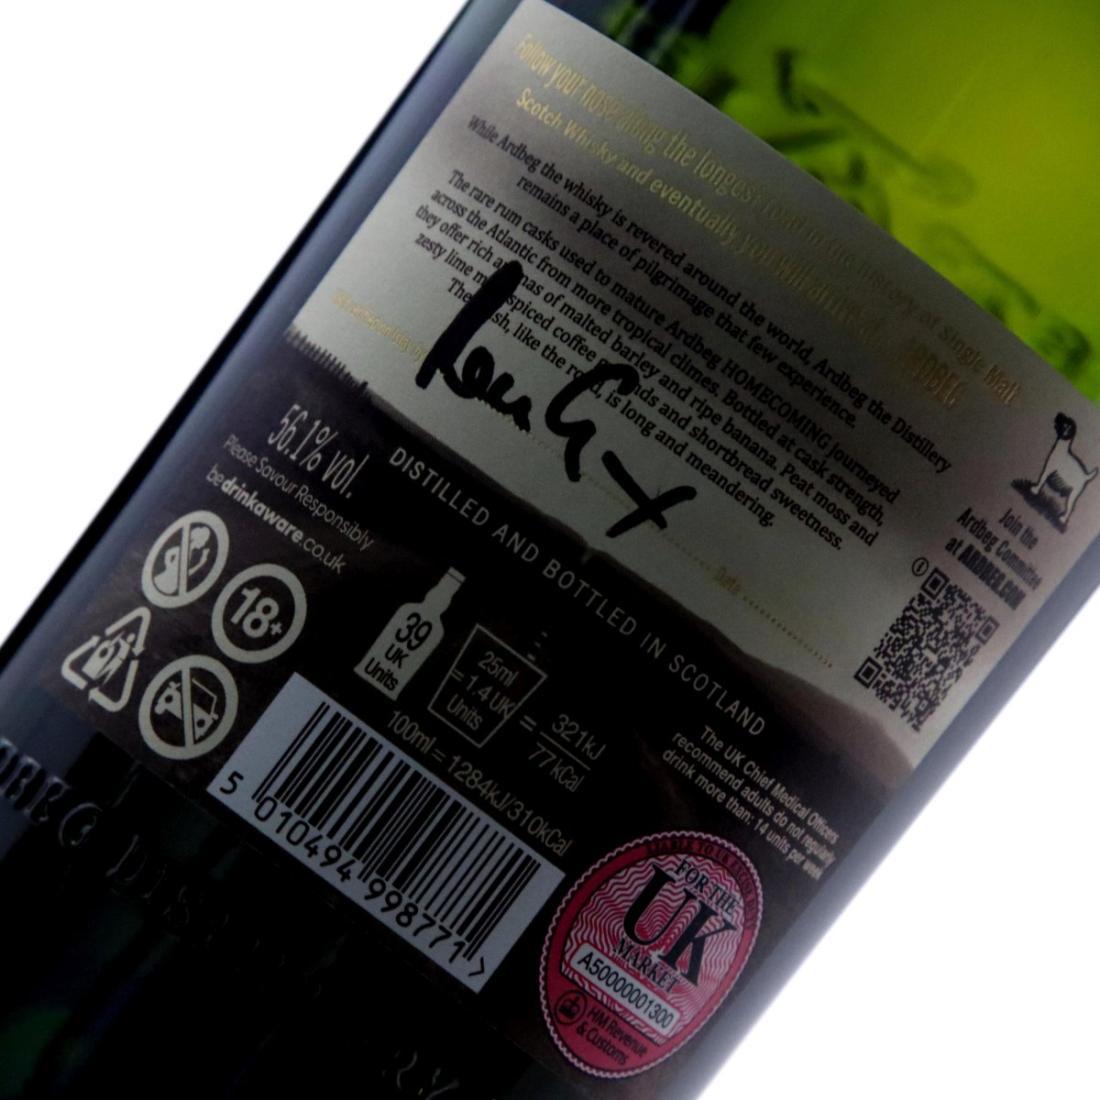 Follow your nose along the longest road in the history of Single Malt
Scotch Whisky and eventually you will find ARDBEG
While Ardbeg the whisky is revered around the world, Ardbeg the Distillery
remains a place of pilgrimage that few experience.
The rare rum casks used to mature Ardbeg HOMECOMING journeyed
across the Atlantic from more tropical climes. Bottled at cask strength,
they offer rich of malted barley, and ripe banana. Peat moss and
zesty lime spiced coffee and shortbread sweetness.
The like the road, is long and meandering.
Date
Join the
Ardbeg Committee
at ARDBEG.COM
DISTILLED AND BOTTLED IN SCOTLAND
56.1% vol.
Please Savour Responsibly
bedrinkaware.co.uk
18+
39
UK
Units
25ml
= 1.4 UK
Units
= 321kJ
77kCal
100ml = 1284kJ/310kCal
The UK Chief Medical Officers
recommend adults do not regularly
drink more than: 14 units per week
5 010494 998771 >
FOR THE
UK
MARKET
A50000001300
HM Revenue
& Customs